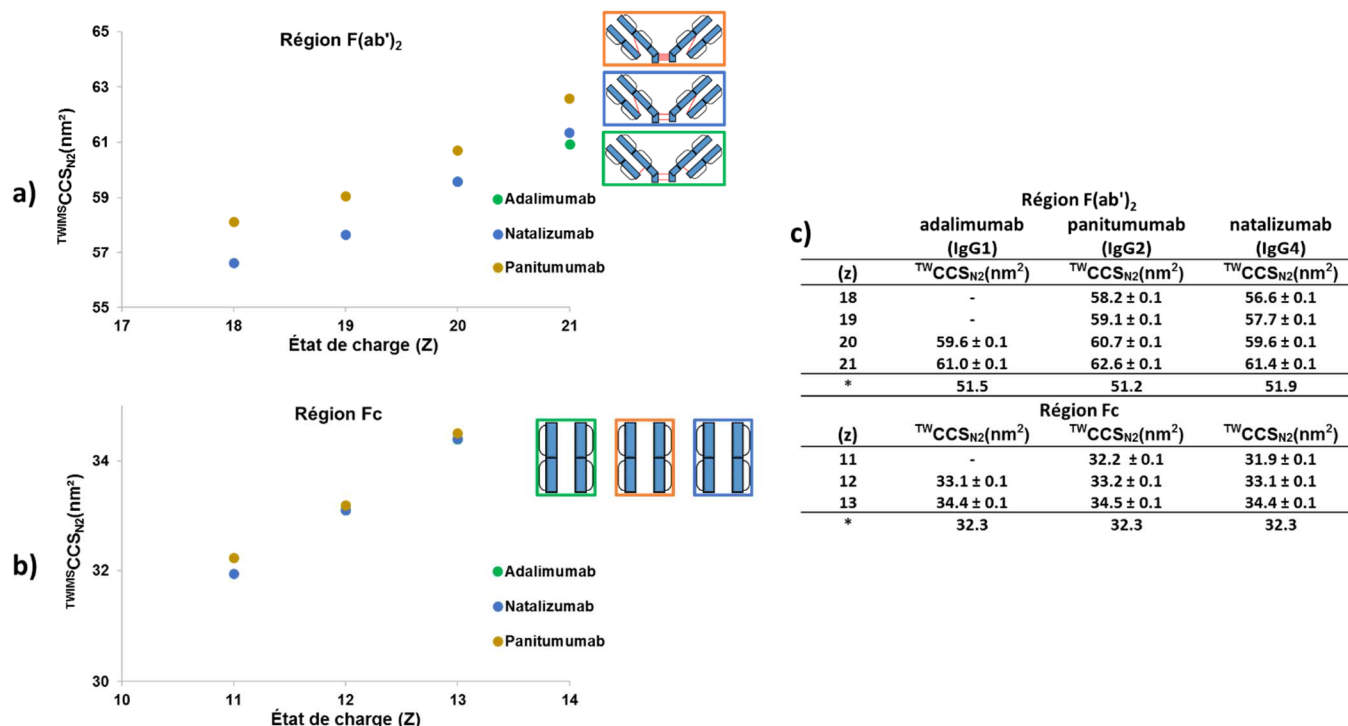 a)
Région F(ab')2
TWIMSCCSN2(nm²)
65
63
61
59
57
55
17 18 19 20 21
État de charge (Z)
Adalimumab
Natalizumab
Panitumumab
b)
Région Fc
TWIMSCCSN2(nm²)
34
32
30
10 11 12 13 14
État de charge (Z)
Adalimumab
Natalizumab
Panitumumab
c)
Région F(ab')2
adalimumab panitumumab natalizumab
(IgG1) (IgG2) (IgG4)
(z) TWCCSN2(nm2) TWCCSN2(nm2) TWCCSN2(nm2)
18 - 58.2 ± 0.1 56.6 ± 0.1
19 - 59.1 ± 0.1 57.7 ± 0.1
20 59.6 ± 0.1 60.7 ± 0.1 59.6 ± 0.1
21 61.0 ± 0.1 62.6 ± 0.1 61.4 ± 0.1
* 51.5 51.2 51.9
Région Fc
(z) TWCCSN2(nm2) TWCCSN2(nm2) TWCCSN2(nm2)
11 - 32.2 ± 0.1 31.9 ± 0.1
12 33.1 ± 0.1 33.2 ± 0.1 33.1 ± 0.1
13 34.4 ± 0.1 34.5 ± 0.1 34.4 ± 0.1
* 32.3 32.3 32.3